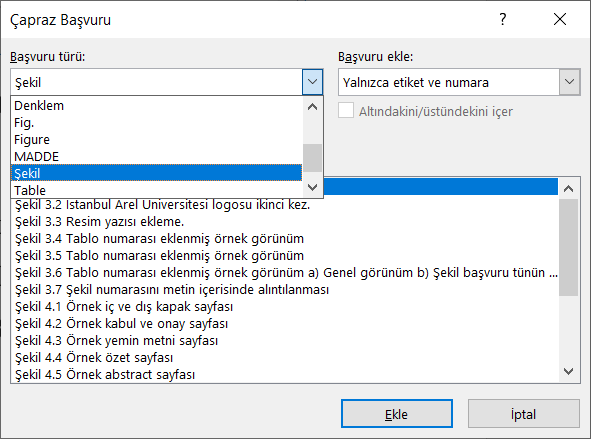 Çapraz Başvuru
?
Başvuru türü:
Başvuru ekle:
Şekil
Yalnızca etiket ve numara
Altındakini/üstündekini içer
Denklem
Fig.
Figure
MADDE
Şekil
Table
Şekil 3.2 İstanbul Arel Üniversitesi logosu ikinci kez.
Şekil 3.3 Resim yazısı ekleme.
Şekil 3.4 Tablo numarası eklenmiş örnek görünüm
Şekil 3.5 Tablo numarası eklenmiş örnek görünüm
Şekil 3.6 Tablo numarası eklenmiş örnek görünüm a) Genel görünüm b) Şekil başvuru tünün ...
Şekil 3.7 Şekil numarasını metin içerisinde alıntılanması
Şekil 4.1 Örnek iç ve dış kapak sayfası
Şekil 4.2 Örnek kabul ve onay sayfası
Şekil 4.3 Örnek yemin metni sayfası
Şekil 4.4 Örnek özet sayfası
Şekil 4.5 Örnek abstract sayfası
Ekle
İptal